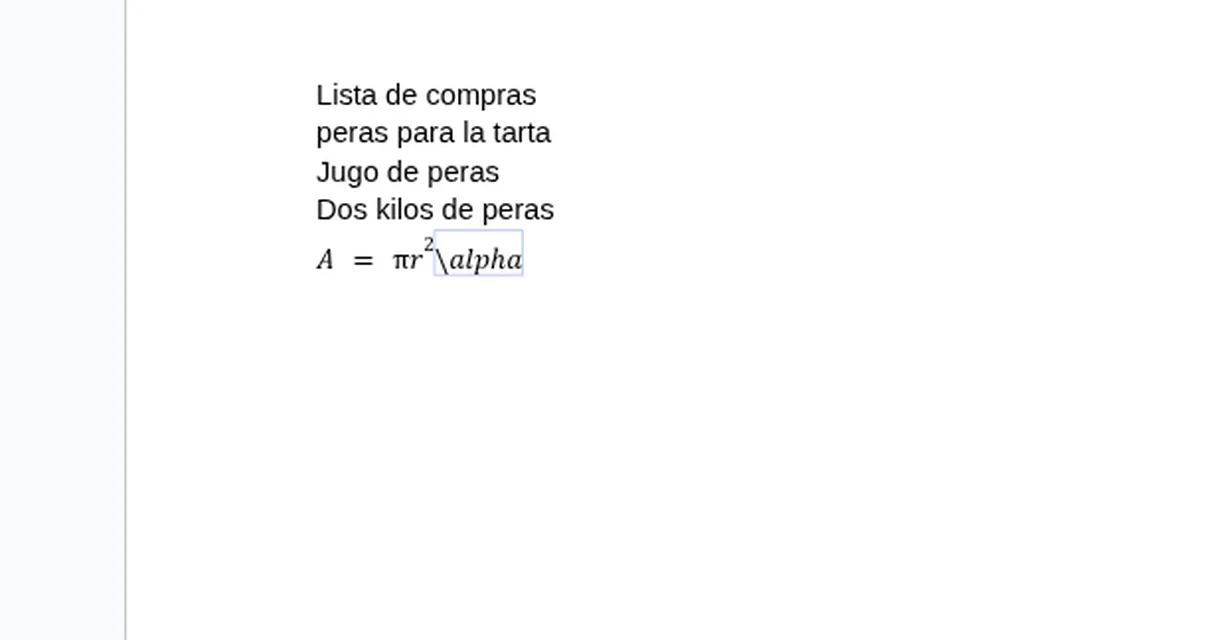 Lista de compras
peras para la tarta
Jugo de peras
Dos kilos de peras
A = πr²\alpha